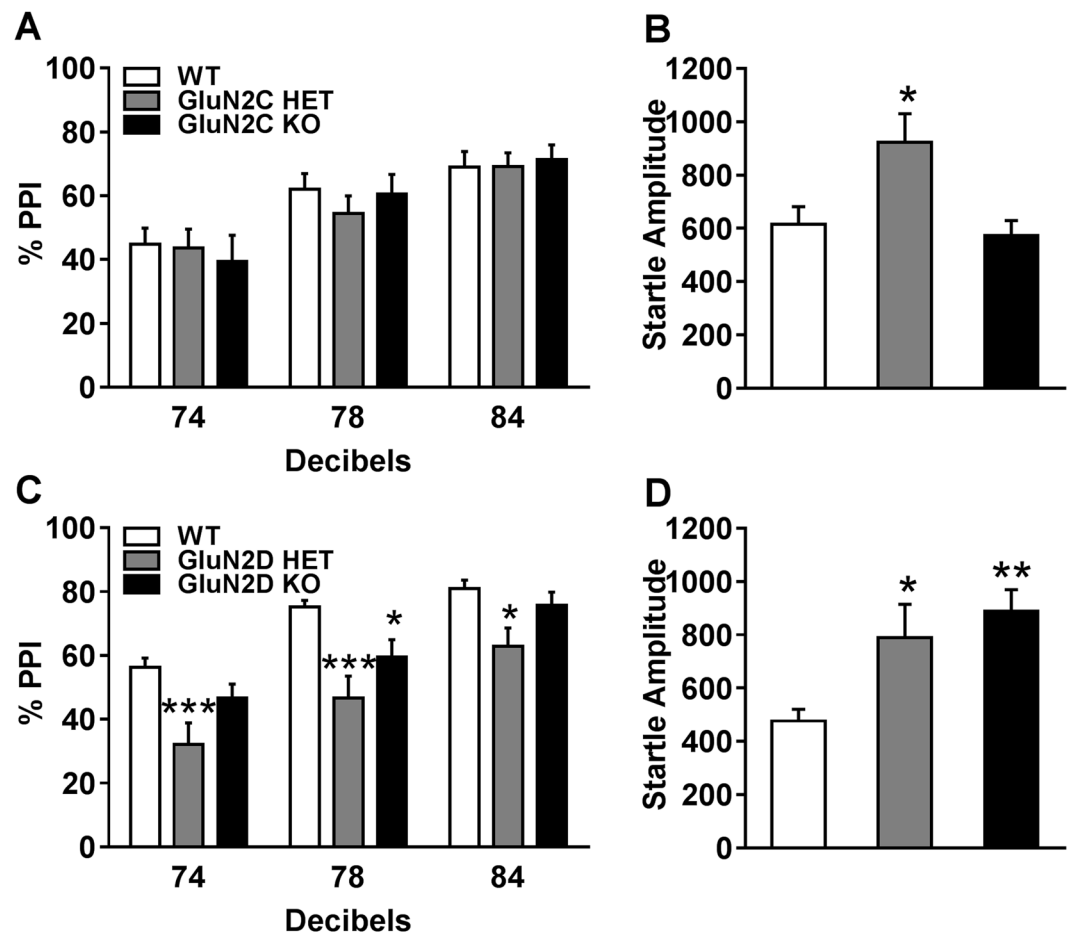 A
100
80
60
40
20
0
% PPI
WT
GluN2C HET
GluN2C KO
74 78 84
Decibels
B
1200
1000
800
600
400
200
0
Startle Amplitude
*
C
100
80
60
40
20
0
% PPI
WT
GluN2D HET
GluN2D KO
***
***
*
*
74 78 84
Decibels
D
1200
1000
800
600
400
200
0
Startle Amplitude
*
**